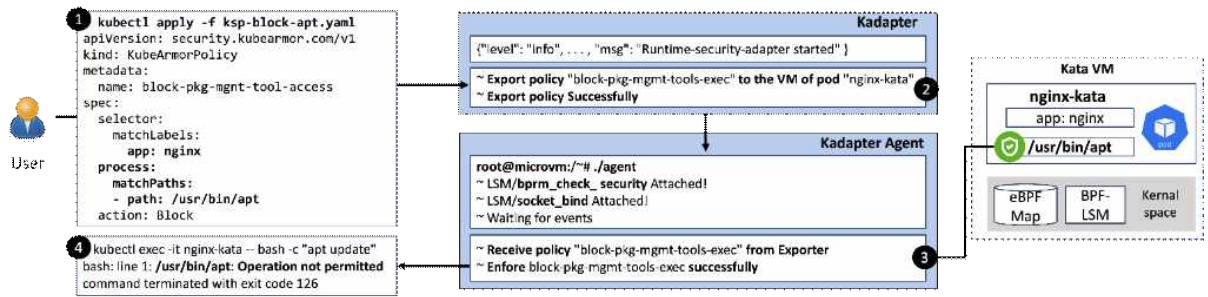 User
1
kubectl apply -f ksp-block-apt.yaml
apiVersion: security.kubearmor.com/v1
kind: KubeArmorPolicy
metadata:
name: block-pkg-mgnt-tool-access
spec:
selector:
matchLabels:
app: nginx
process:
matchPaths:
- path: /usr/bin/apt
action: Block
Kadapter
{"level": "info", . . . , "msg": "Runtime-security-adapter started" }
~ Export policy "block-pkg-mgmt-tools-exec" to the VM of pod "nginx-kata"
~ Export policy Successfully
2
Kadapter Agent
root@microvm:/~# ./agent
~ LSM/bprm_check_ security Attached!
~ LSM/socket_bind Attached!
~ Waiting for events
~ Receive policy "block-pkg-mgmt-tools-exec" from Exporter
~ Enfore block-pkg-mgmt-tools-exec successfully
3
Kata VM
nginx-kata
app: nginx
/usr/bin/apt
pod
eBPF
Map
BPF-
LSM
Kernal
space
4
kubectl exec -it nginx-kata -- bash -c "apt update"
bash: line 1: /usr/bin/apt: Operation not permitted
command terminated with exit code 126